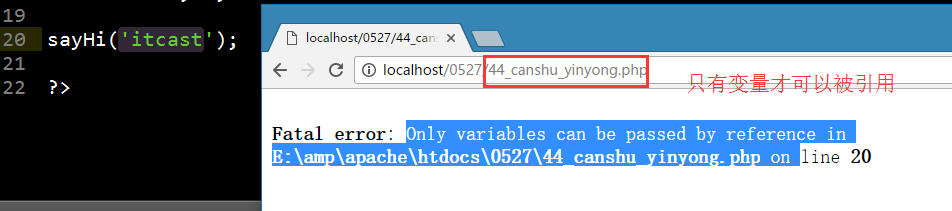 19
20 sayHi('itcast');
21
22 ?>
localhost/0527/44_cans
localhost/0527/44_canshu_yinyong.php
只有变量才可以被引用
Fatal error: Only variables can be passed by reference in
E:\amp\apache\htdocs\0527\44_canshu_yinyong.php on line 20